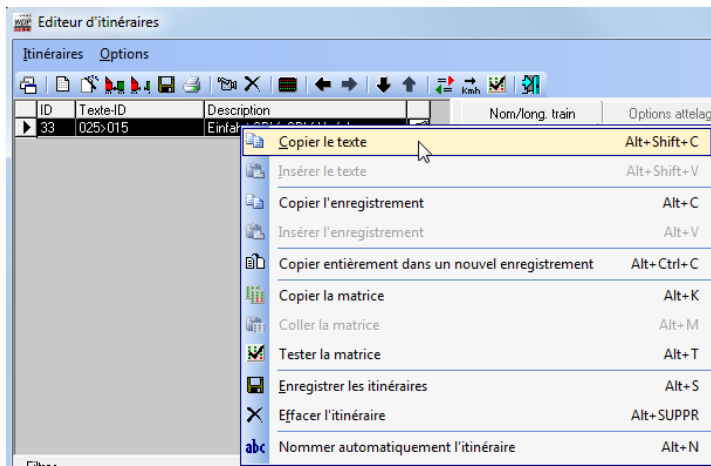 WDP Editeur d'itinéraires
Itinéraires Options
kmh
ID Texte-ID Description Nom/long. train Options attelag
33 025>015 Einfahrt
Copier le texte Alt+Shift+C
Insérer le texte Alt+Shift+V
Copier l'enregistrement Alt+C
Insérer l'enregistrement Alt+V
Copier entièrement dans un nouvel enregistrement Alt+Ctrl+C
Copier la matrice Alt+K
Coller la matrice Alt+M
Tester la matrice Alt+T
Enregistrer les itinéraires Alt+S
Effacer l'itinéraire Alt+SUPPR
abc Nommer automatiquement l'itinéraire Alt+N